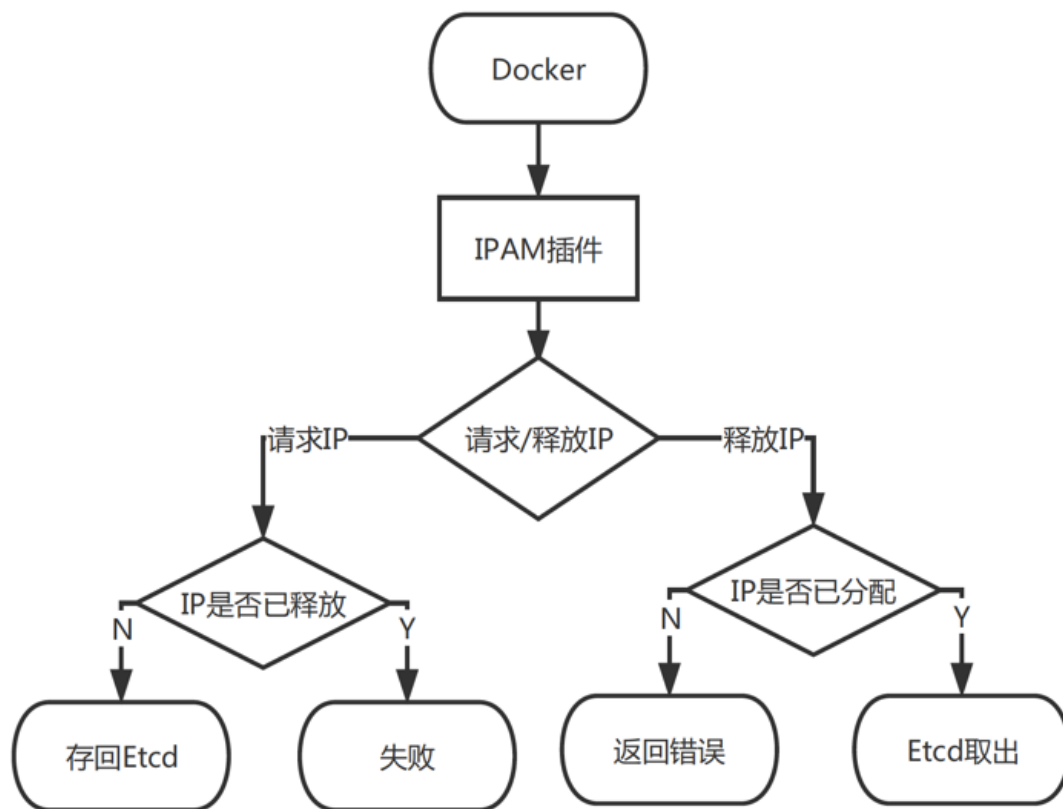 Docker
IPAM插件
请求IP
请求/释放IP
释放IP
IP是否已释放
IP是否已分配
N
Y
N
Y
存回Etcd
失败
返回错误
Etcd取出